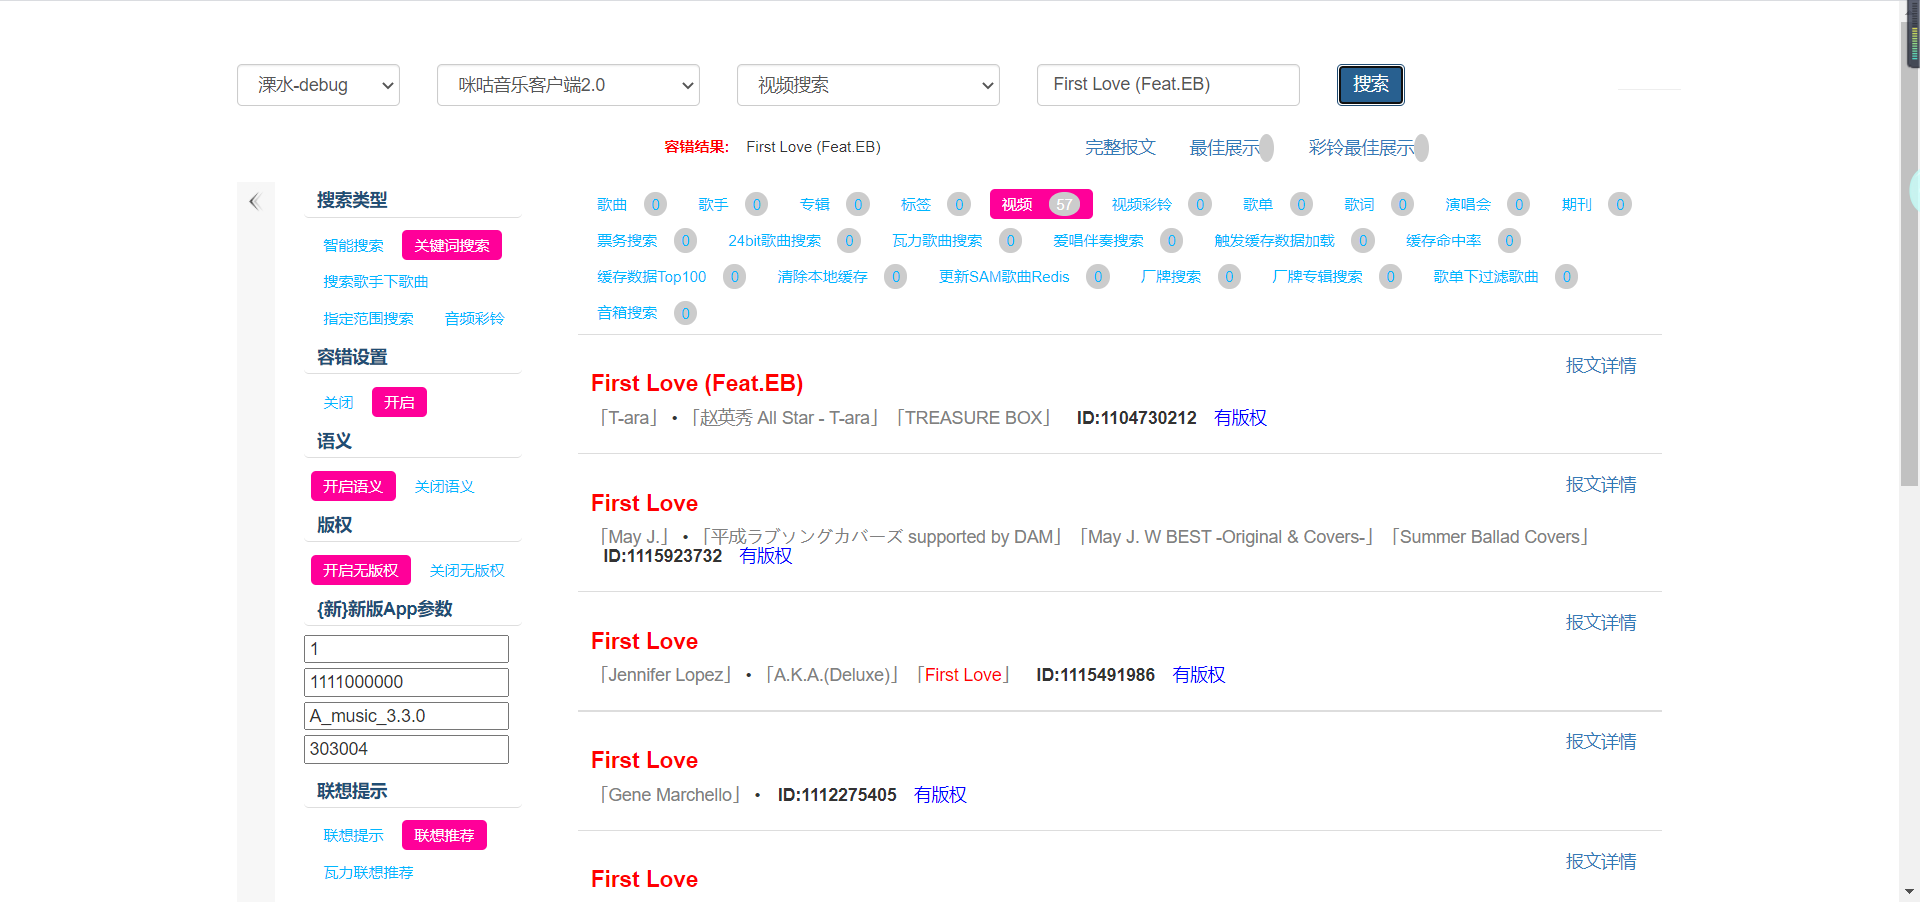 溧水-debug 咪咕音乐客户端2.0 视频搜索 First Love (Feat.EB) 搜索
容错结果: First Love (Feat.EB) 完整报文 最佳展示 彩铃最佳展示
搜索类型
智能搜索 关键词搜索
搜索歌手下歌曲
指定范围搜索 音频彩铃
容错设置
关闭 开启
语义
开启语义 关闭语义
版权
开启无版权 关闭无版权
{新}新版App参数
1
1111000000
A_music_3.3.0
303004
联想提示
联想提示 联想推荐
瓦力联想推荐
歌曲 0 歌手 0 专辑 0 标签 0 视频 57 视频彩铃 0 歌单 0 歌词 0 演唱会 0 期刊 0
票务搜索 0 24bit歌曲搜索 0 瓦力歌曲搜索 0 爱唱伴奏搜索 0 触发缓存数据加载 0 缓存命中率 0
缓存数据Top100 0 清除本地缓存 0 更新SAM歌曲Redis 0 厂牌搜索 0 厂牌专辑搜索 0 歌单下过滤歌曲 0
音箱搜索 0
报文详情
First Love (Feat.EB)
「T-ara」 • 「赵英秀 All Star - T-ara」 「TREASURE BOX」 ID:1104730212 有版权
报文详情
First Love
「May J.」 • 「平成ラブソングカバーズ supported by DAM」 「May J. W BEST -Original & Covers-」 「Summer Ballad Covers」
ID:1115923732 有版权
报文详情
First Love
「Jennifer Lopez」 • 「A.K.A.(Deluxe)」 「First Love」 ID:1115491986 有版权
报文详情
First Love
「Gene Marchello」 • ID:1112275405 有版权
报文详情
First Love